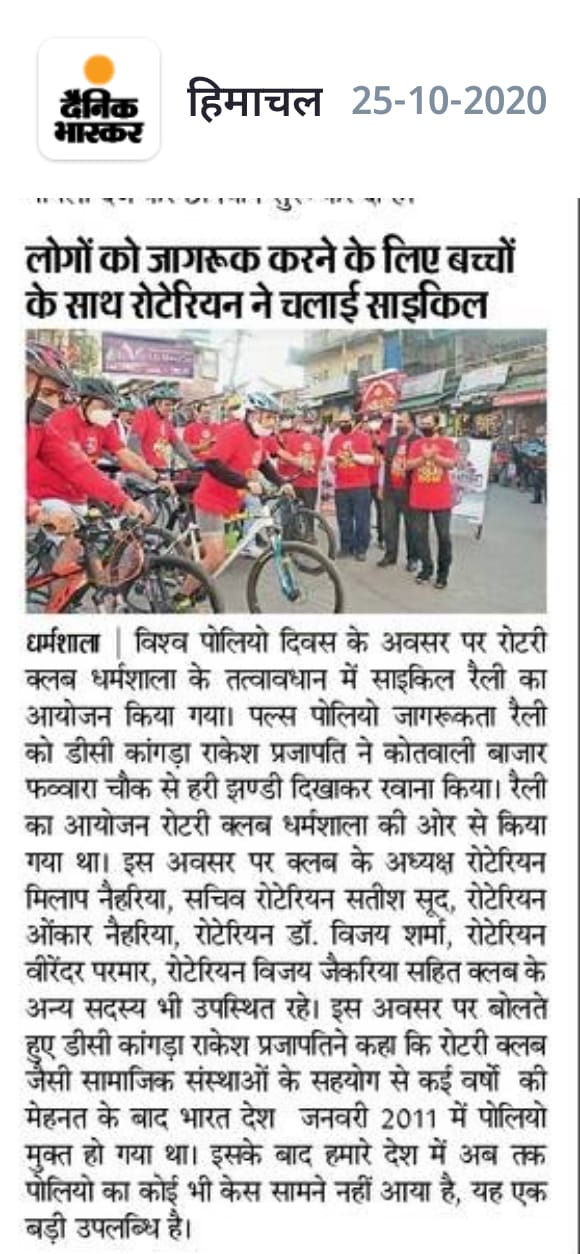 दैनिक
भास्कर
हिमाचल 25-10-2020
लोगों को जागरूक करने के लिए बच्चों
के साथ रोटेरियन ने चलाई साइकिल
धर्मशाला | विश्व पोलियो दिवस के अवसर पर रोटरी
क्लब धर्मशाला के तत्वावधान में साइकिल रैली का
आयोजन किया गया। पल्स पोलियो जागरूकता रैली
को डीसी कांगड़ा राकेश प्रजापति ने कोतवाली बाजार
फव्वारा चौक से हरी झण्डी दिखाकर रवाना किया। रैली
का आयोजन रोटरी क्लब धर्मशाला की ओर से किया
गया था। इस अवसर पर क्लब के अध्यक्ष रोटेरियन
मिलाप नैहरिया, सचिव रोटेरियन सतीश सूद, रोटेरियन
ओंकार नैहरिया, रोटेरियन डॉ. विजय शर्मा, रोटेरियन
वीरेंदर परमार, रोटेरियन विजय जैकरिया सहित क्लब के
अन्य सदस्य भी उपस्थित रहे। इस अवसर पर बोलते
हुए डीसी कांगड़ा राकेश प्रजापतिने कहा कि रोटरी क्लब
जैसी सामाजिक संस्थाओं के सहयोग से कई वर्षो की
मेहनत के बाद भारत देश जनवरी 2011 में पोलियो
मुक्त हो गया था। इसके बाद हमारे देश में अब तक
पोलियो का कोई भी केस सामने नहीं आया है, यह एक
बड़ी उपलब्धि है।